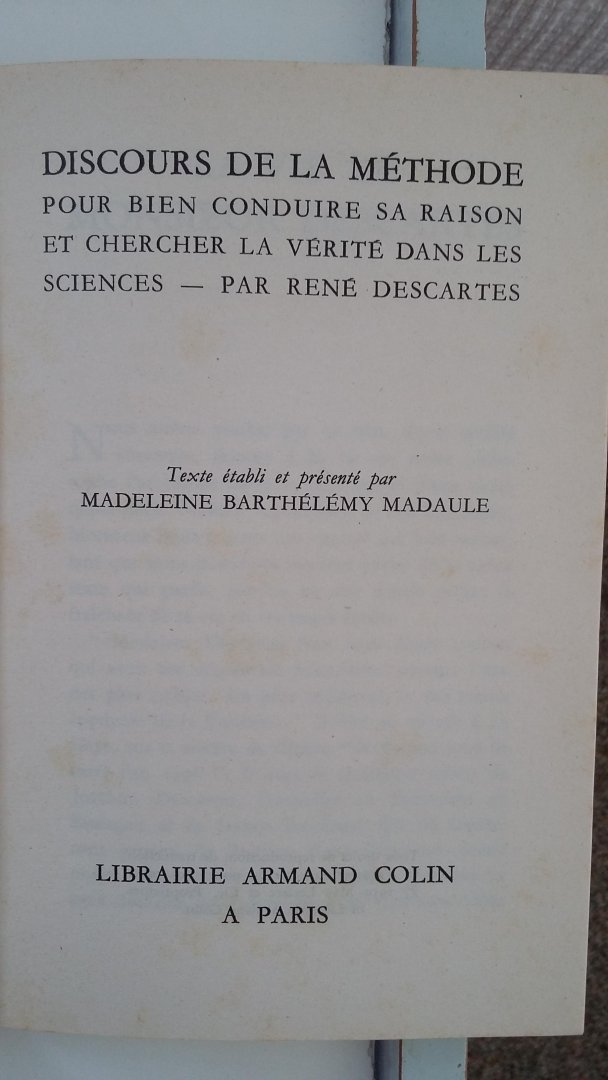 DISCOURS DE LA MÉTHODE
POUR BIEN CONDUIRE SA RAISON
ET CHERCHER LA VÉRITÉ DANS LES
SCIENCES — PAR RENÉ DESCARTES
Texte établi et présenté par
MADELEINE BARTHÉLÉMY MADAULE
LIBRAIRIE ARMAND COLIN
A PARIS